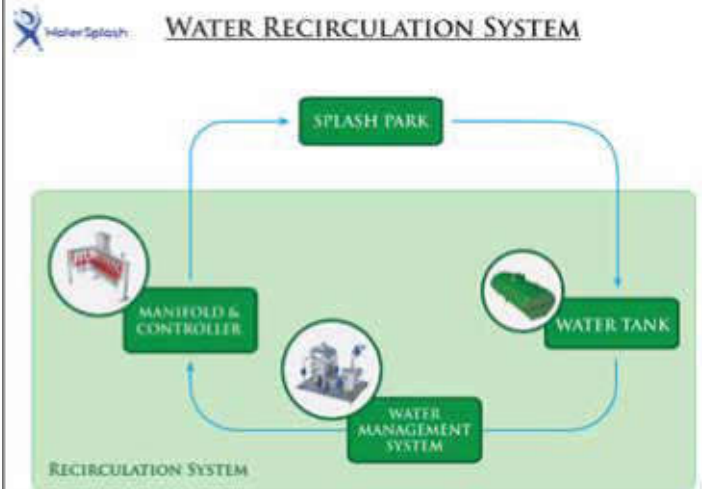 WaterSplash
WATER RECIRCULATION SYSTEM
SPLASH PARK
MANIFOLD &
CONTROLLER
WATER TANK
WATER
MANAGEMENT
SYSTEM
RECIRCULATION SYSTEM